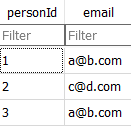 personId email
Filter Filter
1 a@b.com
2 c@d.com
3 a@b.com